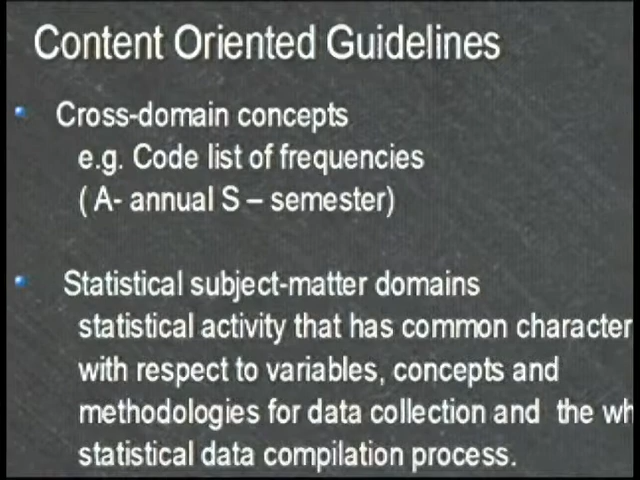 Content Oriented Guidelines
Cross-domain concepts
e.g. Code list of frequencies
( A- annual S – semester)
Statistical subject-matter domains
statistical activity that has common character
with respect to variables, concepts and
methodologies for data collection and the wh
statistical data compilation process.